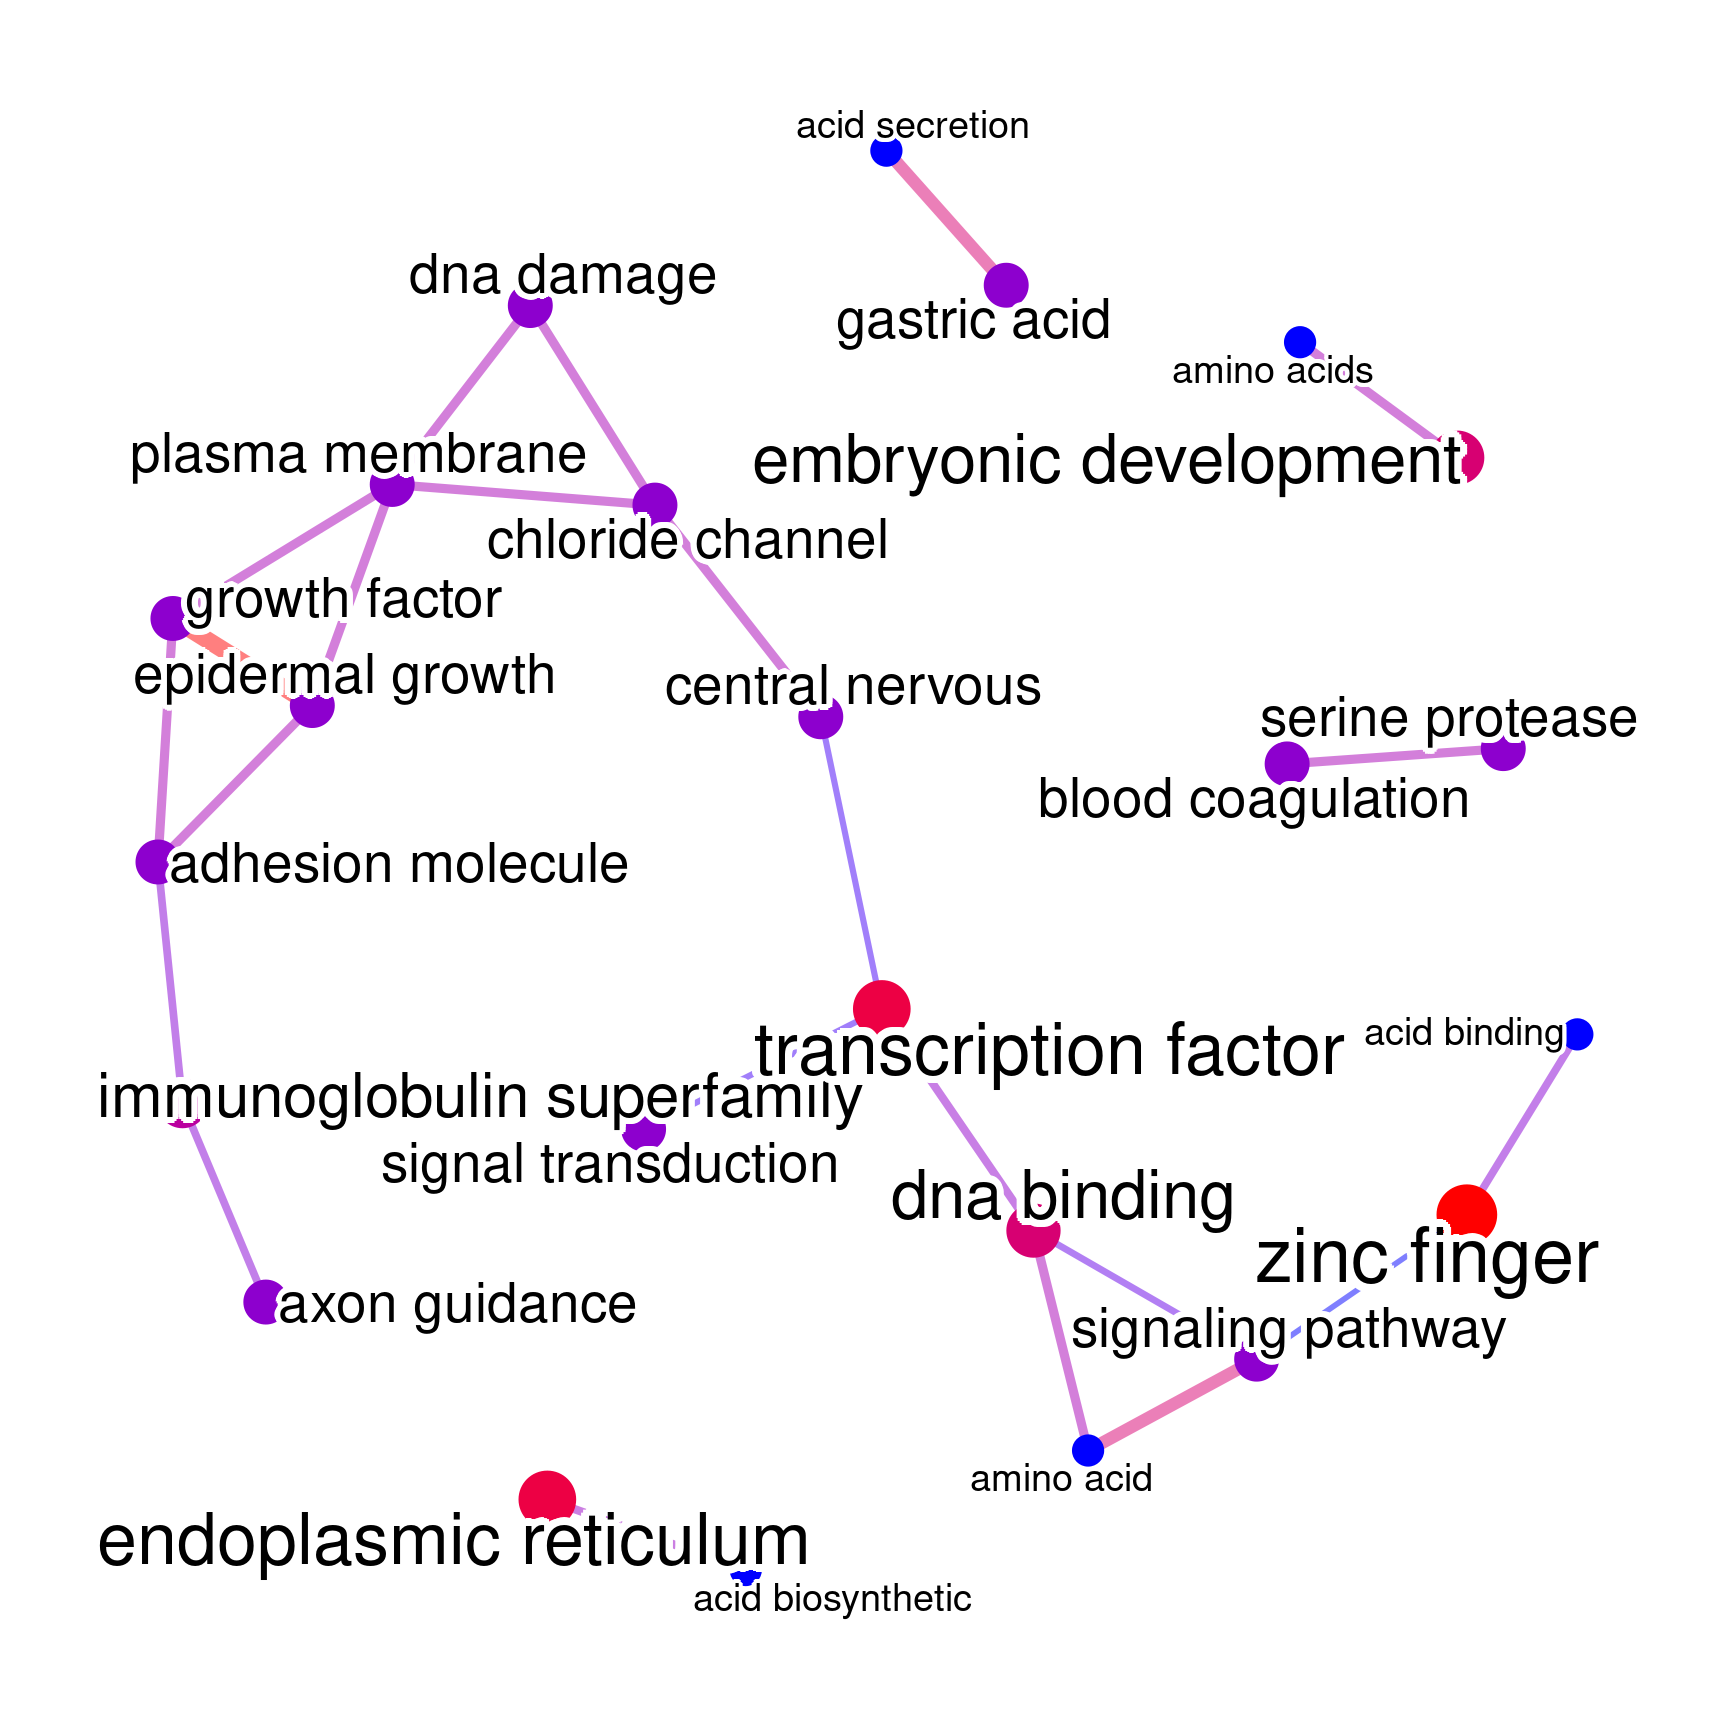 acid secretion
dna damage
gastric acid
amino acids
plasma membrane
embryonic development
chloride channel
growth factor
epidermal growth
central nervous
serine protease
blood coagulation
adhesion molecule
acid binding
transcription factor
immunoglobulin superfamily
signal transduction
dna binding
zinc finger
axon guidance
signaling pathway
amino acid
endoplasmic reticulum
acid biosynthetic